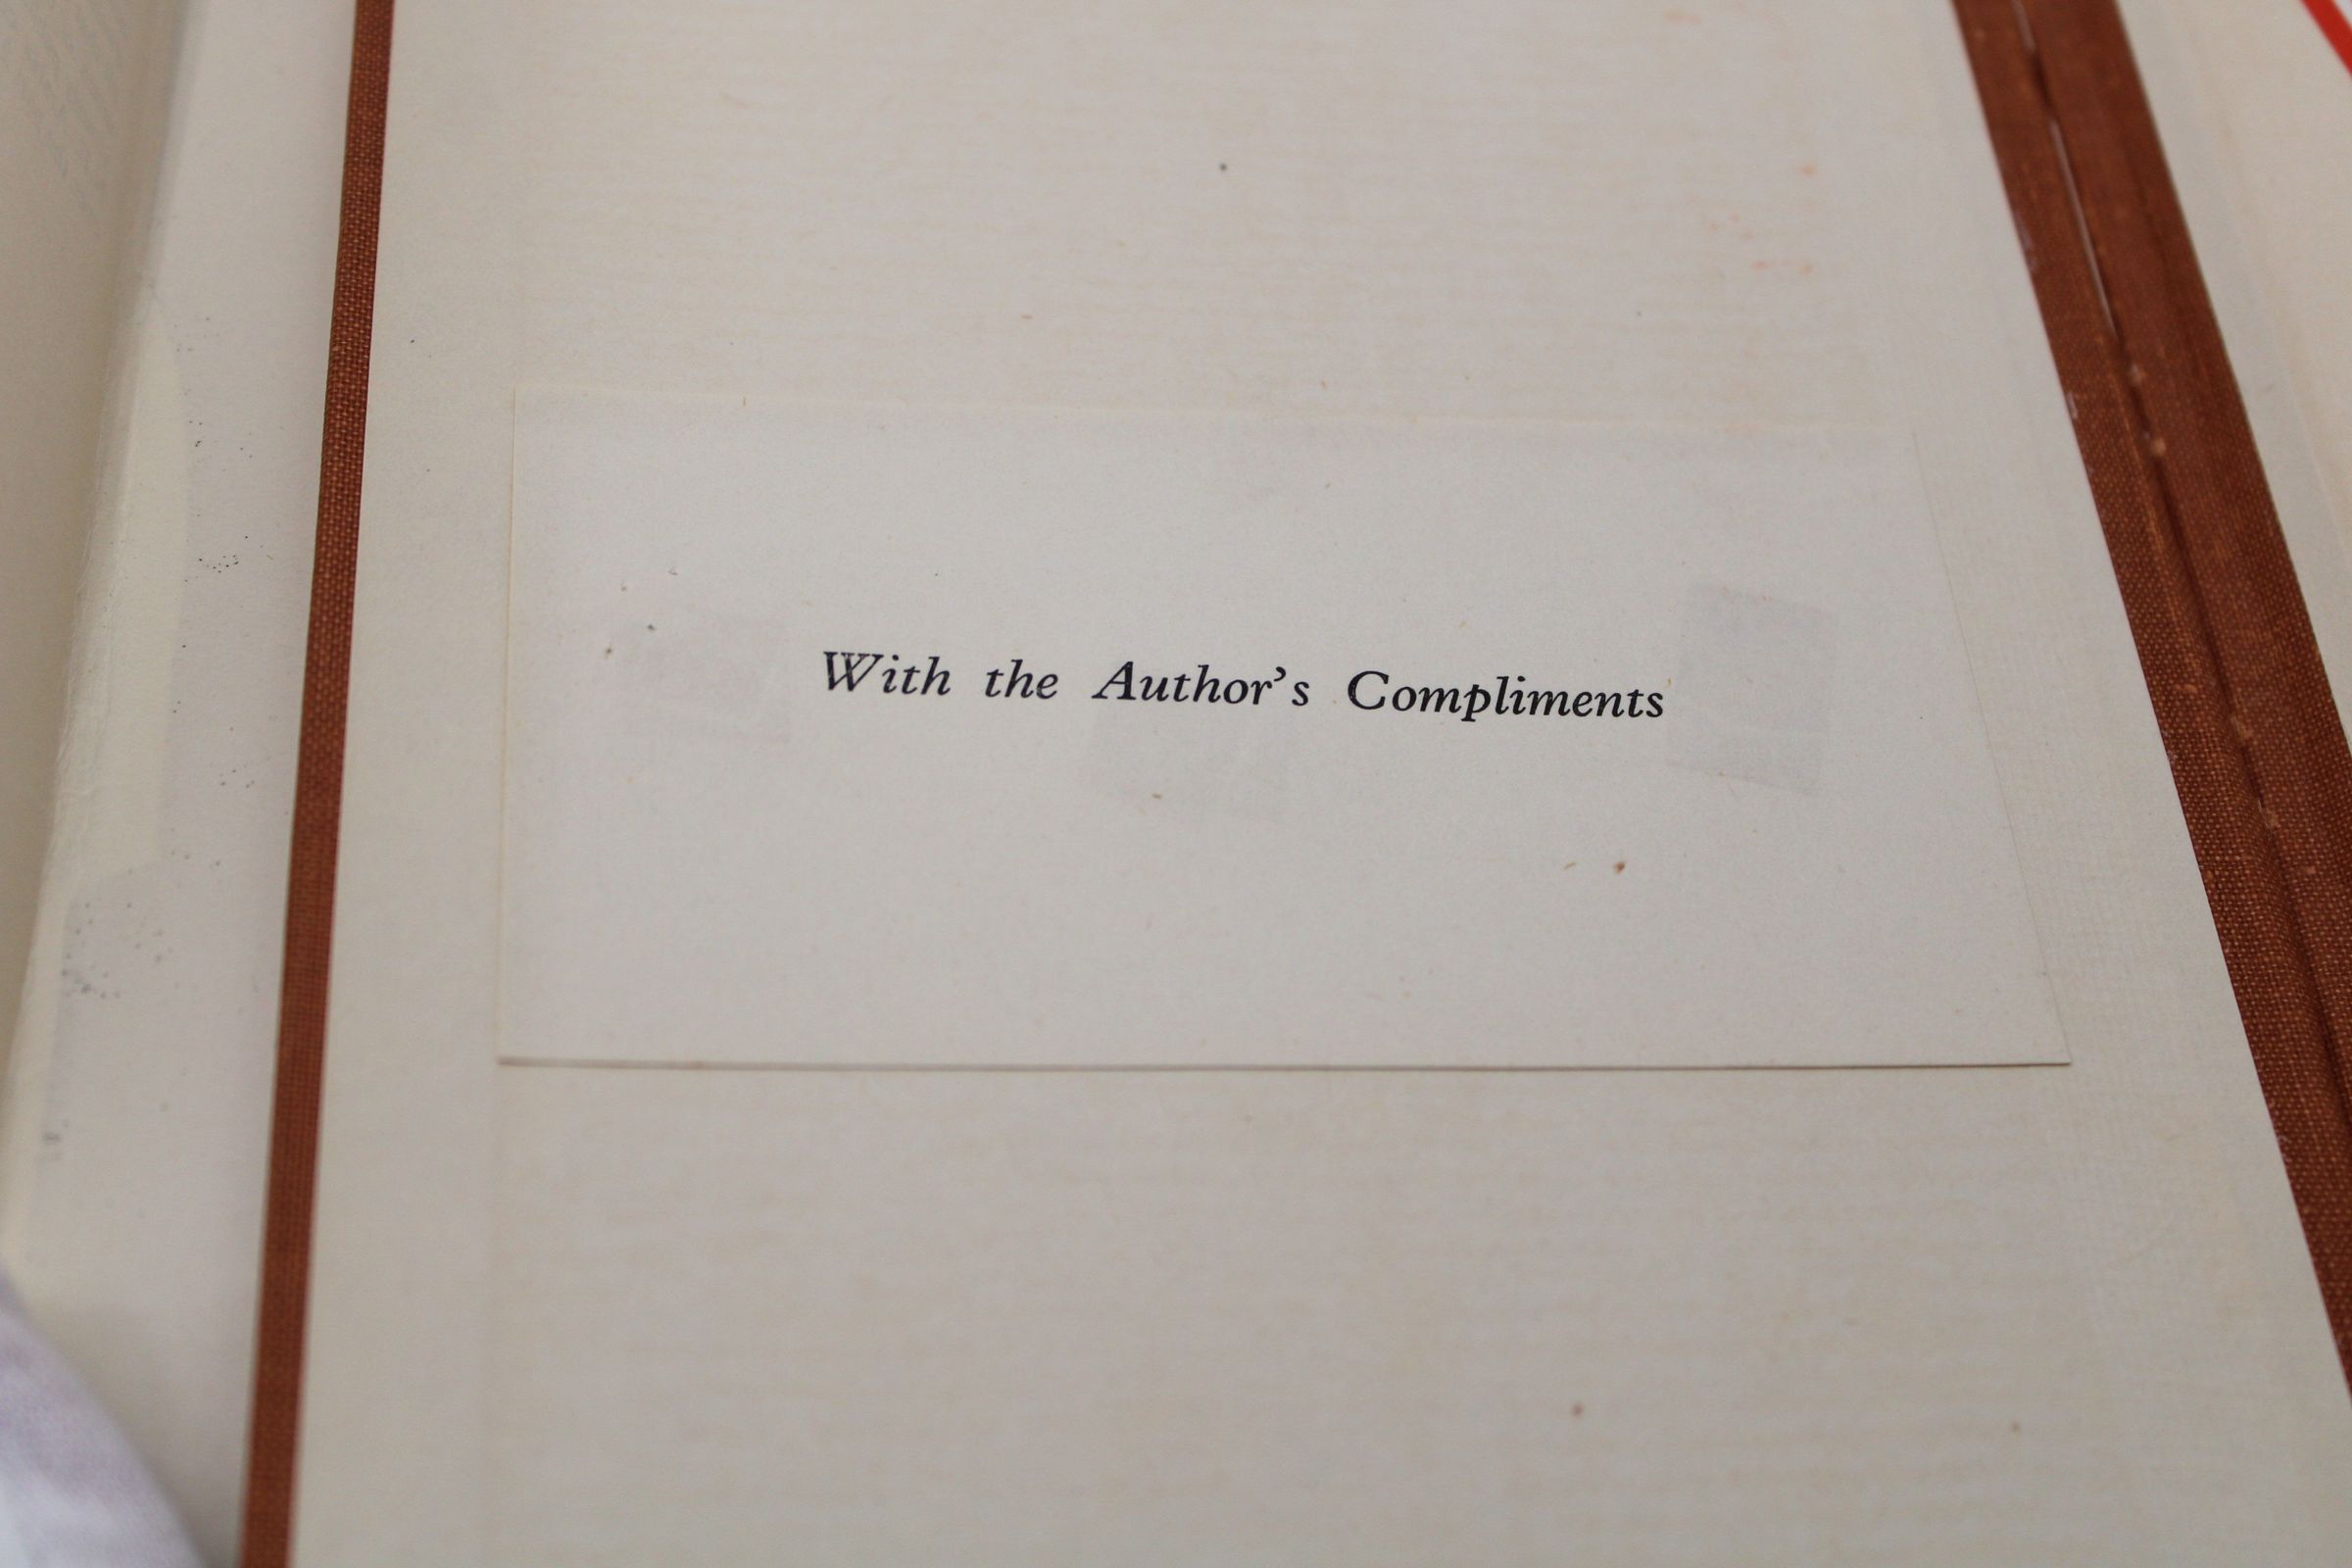 With the Author's Compliments